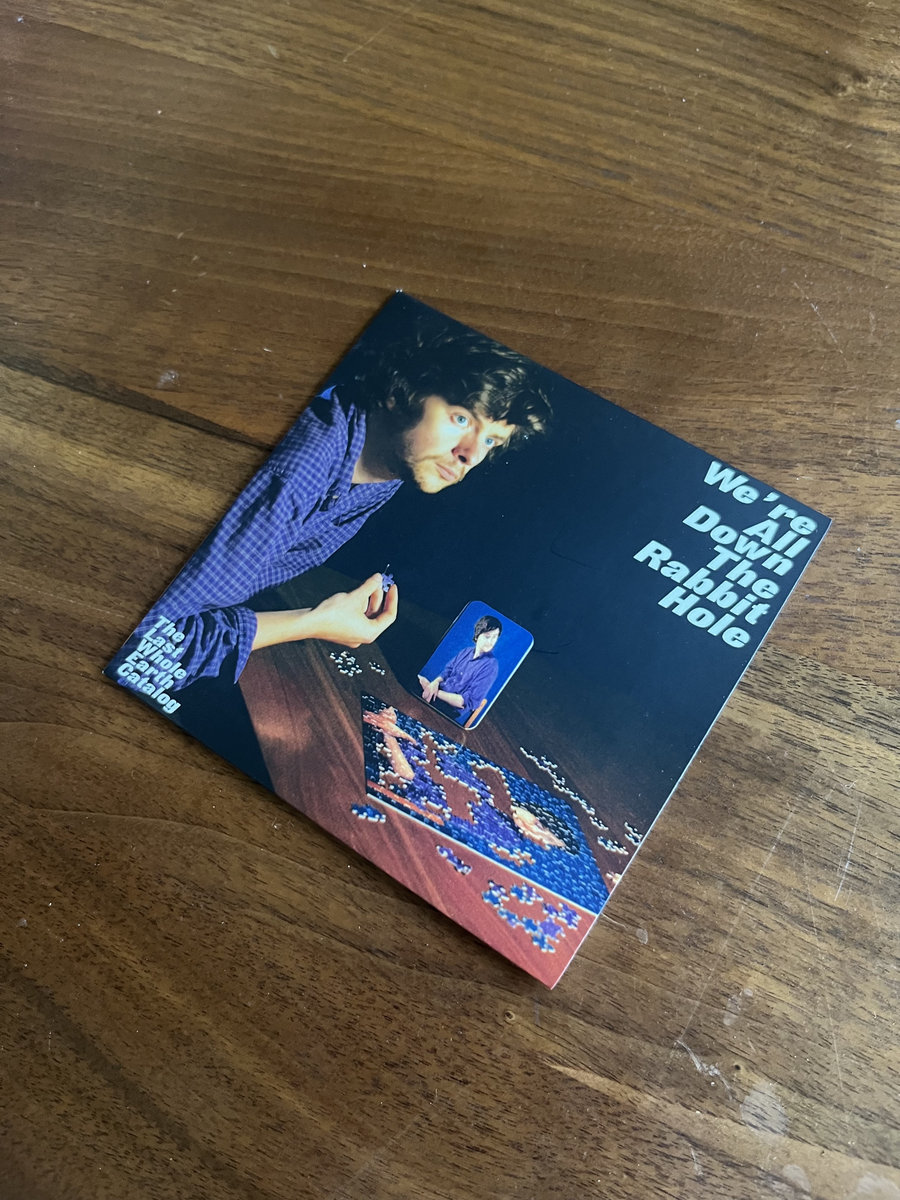 We're
All
Down
The
Rabbit
Hole
The
Last
Whole
Earth
Catalog